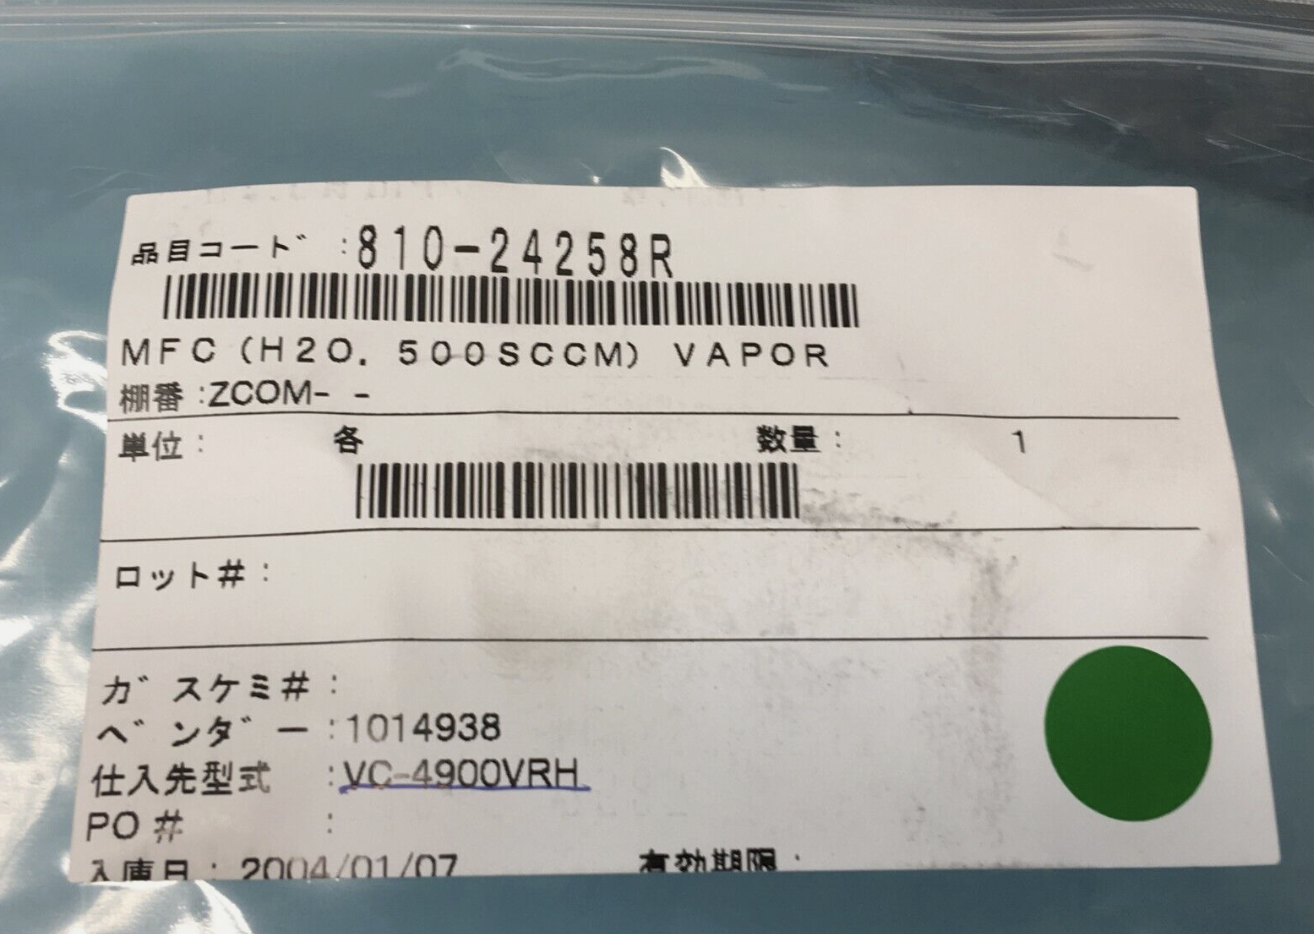 品目コード :810-24258R
MFC (H2O. 500SCCM) VAPOR
棚番 :ZCOM- -
単位: 各 数量: 1
ロット#:
ガスケミ#:
ベンダー:1014938
仕入先型式 :VC-4900VRH
PO# :
入庫日: 2004/01/07 有効期限: